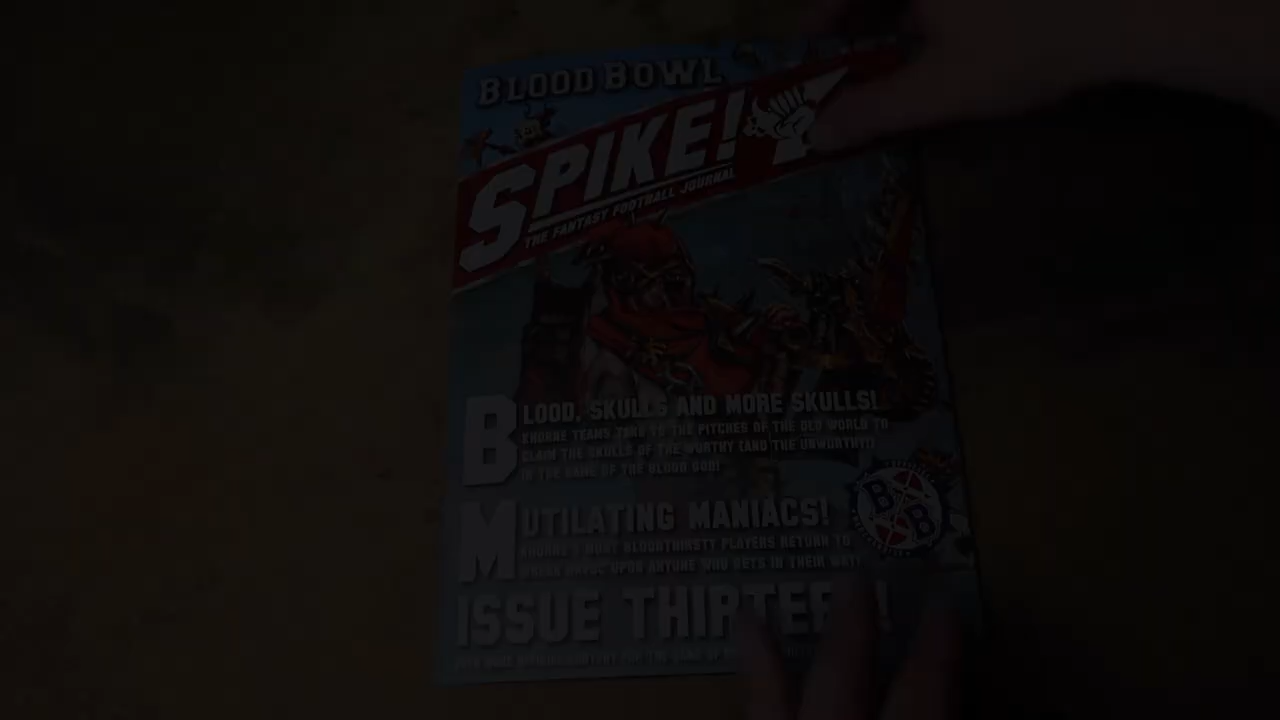 BLOOD BOWL
SPIKE!
THE FANTASY FOOTBALL JOURNAL
BLOOD, SKULLS AND MORE SKULLS!
KHORNE TEAMS TAKE TO THE PITCHES OF THE OLD WORLD TO
CLAIM THE SKULLS OF THE WORTHY (AND THE UNWORTHY!)
IN THE NAME OF THE BLOOD GOD!
BB
MUTILATING MANIACS!
KHORNE'S MOST BLOODTHIRSTY PLAYERS RETURN TO
WREAK HAVOC UPON ANYONE WHO GETS IN THEIR WAY!
ISSUE THIRTEEN!